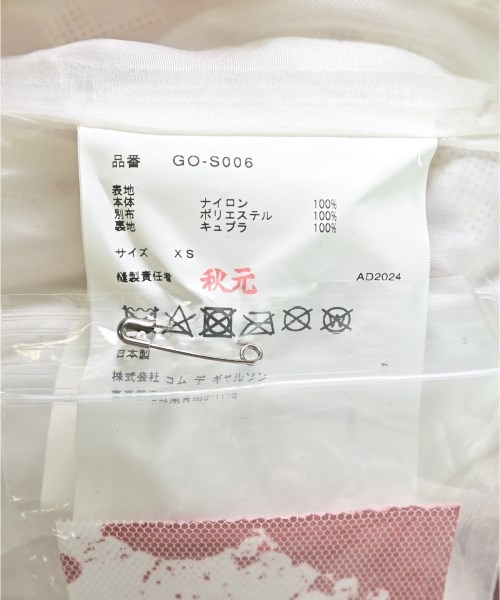 品番 GO-S006
表地
本体 ナイロン 100%
別布 ポリエステル 100%
裏地 キュプラ 100%
サイズ XS
縫製責任者 秋元 AD2024
日本製
株式会社 コム デ ギャルソン